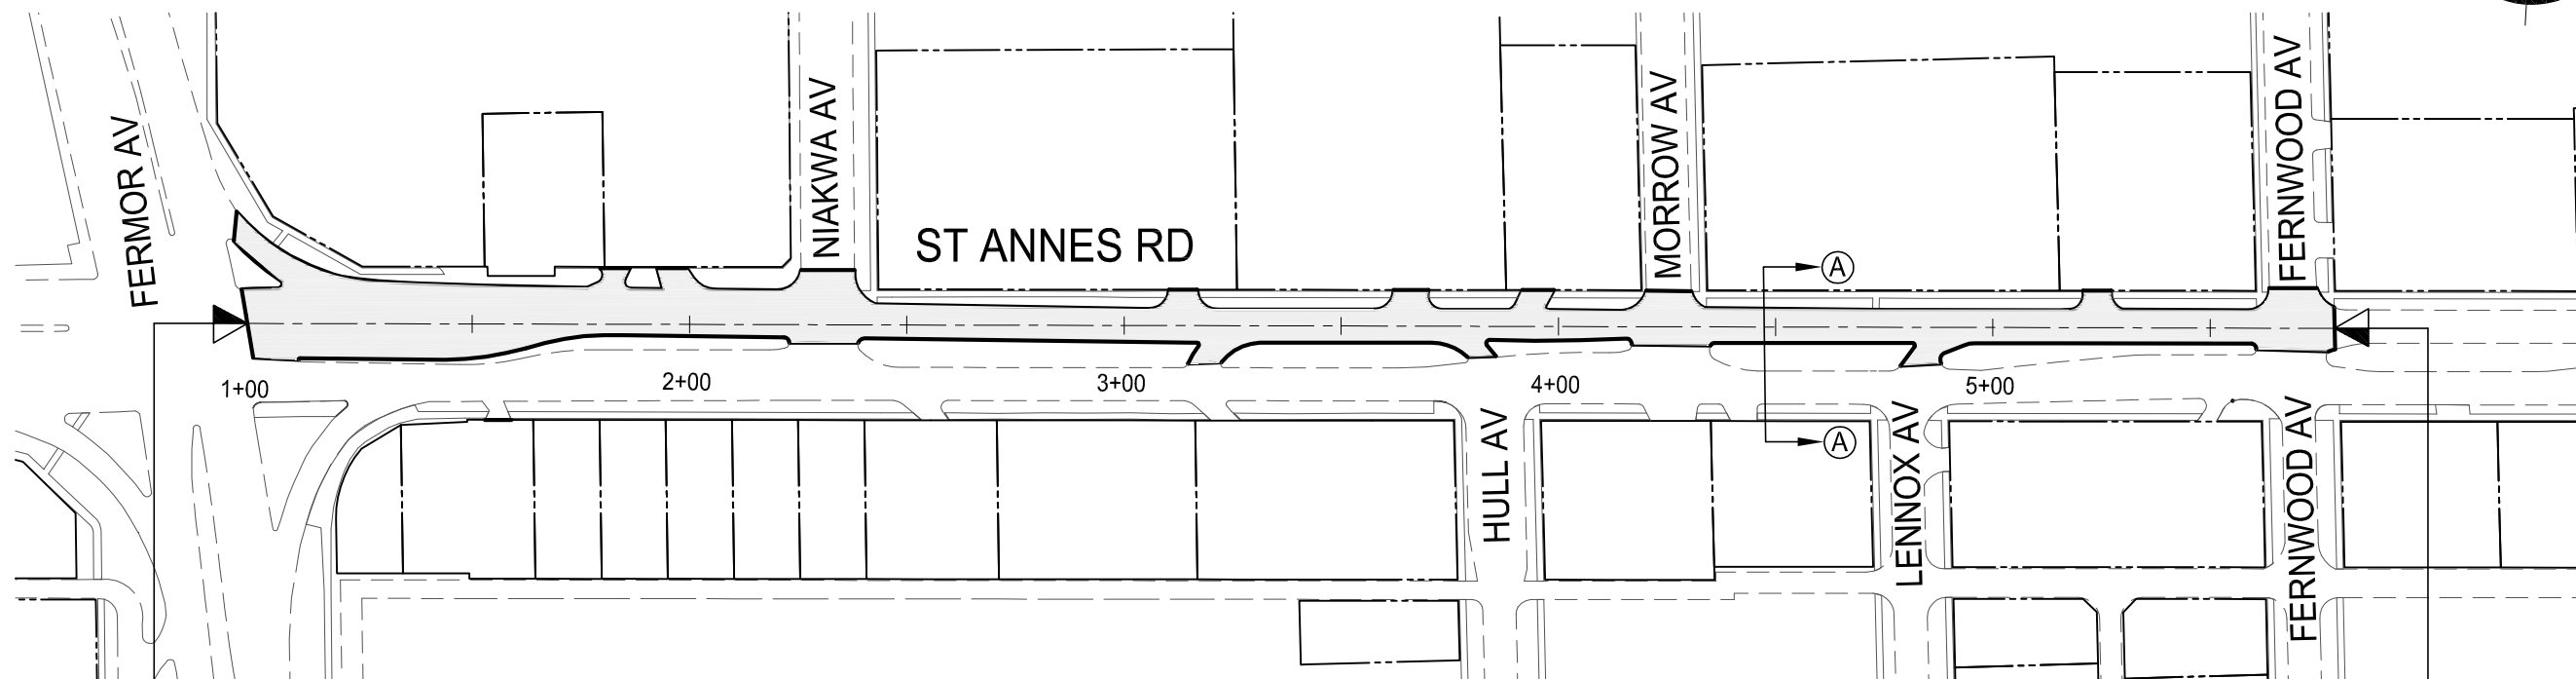 FERMOR AV
NIAKWA AV
ST ANNES RD
MORROW AV
A
FERNWOOD AV
1+00
2+00
3+00
4+00
5+00
A
HULL AV
LENNOX AV
FERNWOOD AV